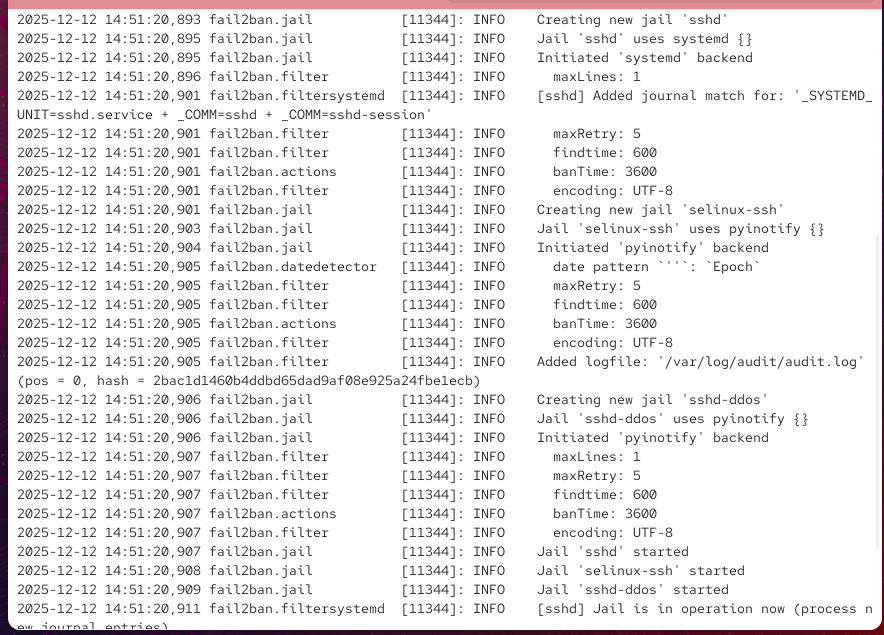 2025-12-12 14:51:20,893 fail2ban.jail           [11344]: INFO    Creating new jail 'sshd'
2025-12-12 14:51:20,895 fail2ban.jail           [11344]: INFO    Jail 'sshd' uses systemd {}
2025-12-12 14:51:20,895 fail2ban.jail           [11344]: INFO    Initiated 'systemd' backend
2025-12-12 14:51:20,896 fail2ban.filter         [11344]: INFO      maxLines: 1
2025-12-12 14:51:20,901 fail2ban.filtersystemd  [11344]: INFO    [sshd] Added journal match for: '_SYSTEMD_
UNIT=sshd.service + _COMM=sshd + _COMM=sshd-session'
2025-12-12 14:51:20,901 fail2ban.filter         [11344]: INFO      maxRetry: 5
2025-12-12 14:51:20,901 fail2ban.filter         [11344]: INFO      findtime: 600
2025-12-12 14:51:20,901 fail2ban.actions        [11344]: INFO      banTime: 3600
2025-12-12 14:51:20,901 fail2ban.filter         [11344]: INFO      encoding: UTF-8
2025-12-12 14:51:20,901 fail2ban.jail           [11344]: INFO    Creating new jail 'selinux-ssh'
2025-12-12 14:51:20,903 fail2ban.jail           [11344]: INFO    Jail 'selinux-ssh' uses pyinotify {}
2025-12-12 14:51:20,904 fail2ban.jail           [11344]: INFO    Initiated 'pyinotify' backend
2025-12-12 14:51:20,905 fail2ban.datedetector   [11344]: INFO      date pattern `''`: `Epoch`
2025-12-12 14:51:20,905 fail2ban.filter         [11344]: INFO      maxRetry: 5
2025-12-12 14:51:20,905 fail2ban.filter         [11344]: INFO      findtime: 600
2025-12-12 14:51:20,905 fail2ban.actions        [11344]: INFO      banTime: 3600
2025-12-12 14:51:20,905 fail2ban.filter         [11344]: INFO      encoding: UTF-8
2025-12-12 14:51:20,905 fail2ban.filter         [11344]: INFO    Added logfile: '/var/log/audit/audit.log'
(pos = 0, hash = 2bac1d1460b4ddbd65dad9af08e925a24fbe1ecb)
2025-12-12 14:51:20,906 fail2ban.jail           [11344]: INFO    Creating new jail 'sshd-ddos'
2025-12-12 14:51:20,906 fail2ban.jail           [11344]: INFO    Jail 'sshd-ddos' uses pyinotify {}
2025-12-12 14:51:20,906 fail2ban.jail           [11344]: INFO    Initiated 'pyinotify' backend
2025-12-12 14:51:20,907 fail2ban.filter         [11344]: INFO      maxLines: 1
2025-12-12 14:51:20,907 fail2ban.filter         [11344]: INFO      maxRetry: 5
2025-12-12 14:51:20,907 fail2ban.filter         [11344]: INFO      findtime: 600
2025-12-12 14:51:20,907 fail2ban.actions        [11344]: INFO      banTime: 3600
2025-12-12 14:51:20,907 fail2ban.filter         [11344]: INFO      encoding: UTF-8
2025-12-12 14:51:20,907 fail2ban.jail           [11344]: INFO    Jail 'sshd' started
2025-12-12 14:51:20,908 fail2ban.jail           [11344]: INFO    Jail 'selinux-ssh' started
2025-12-12 14:51:20,909 fail2ban.jail           [11344]: INFO    Jail 'sshd-ddos' started
2025-12-12 14:51:20,911 fail2ban.filtersystemd  [11344]: INFO    [sshd] Jail is in operation now (process n
ew journal entries)